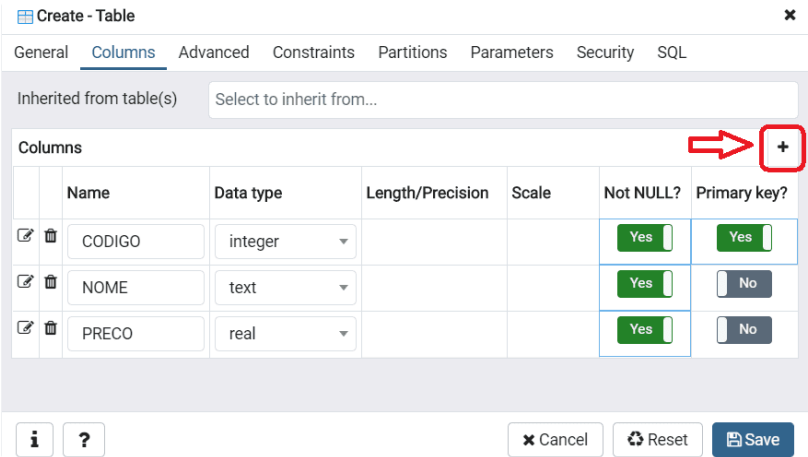 Create - Table
General Columns Advanced Constraints Partitions Parameters Security SQL
Inherited from table(s) Select to inherit from...
Columns +
Name Data type Length/Precision Scale Not NULL? Primary key?
CODIGO integer Yes Yes
NOME text Yes No
PRECO real Yes No
i ? Cancel Reset Save